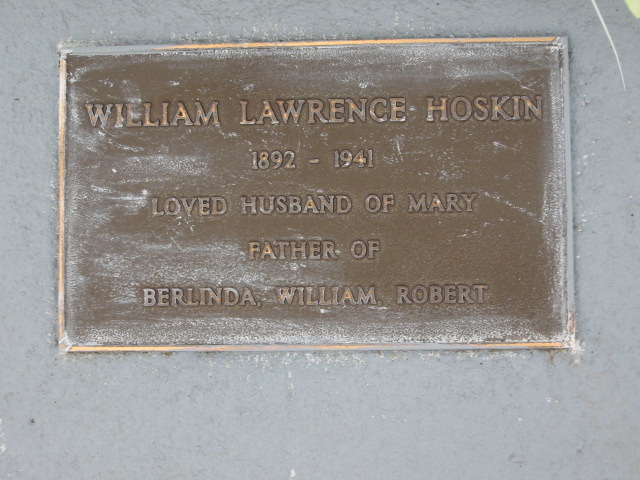 WILLIAM LAWRENCE HOSKIN
1892 - 1941
LOVED HUSBAND OF MARY
FATHER OF
BERLINDA, WILLIAM, ROBERT